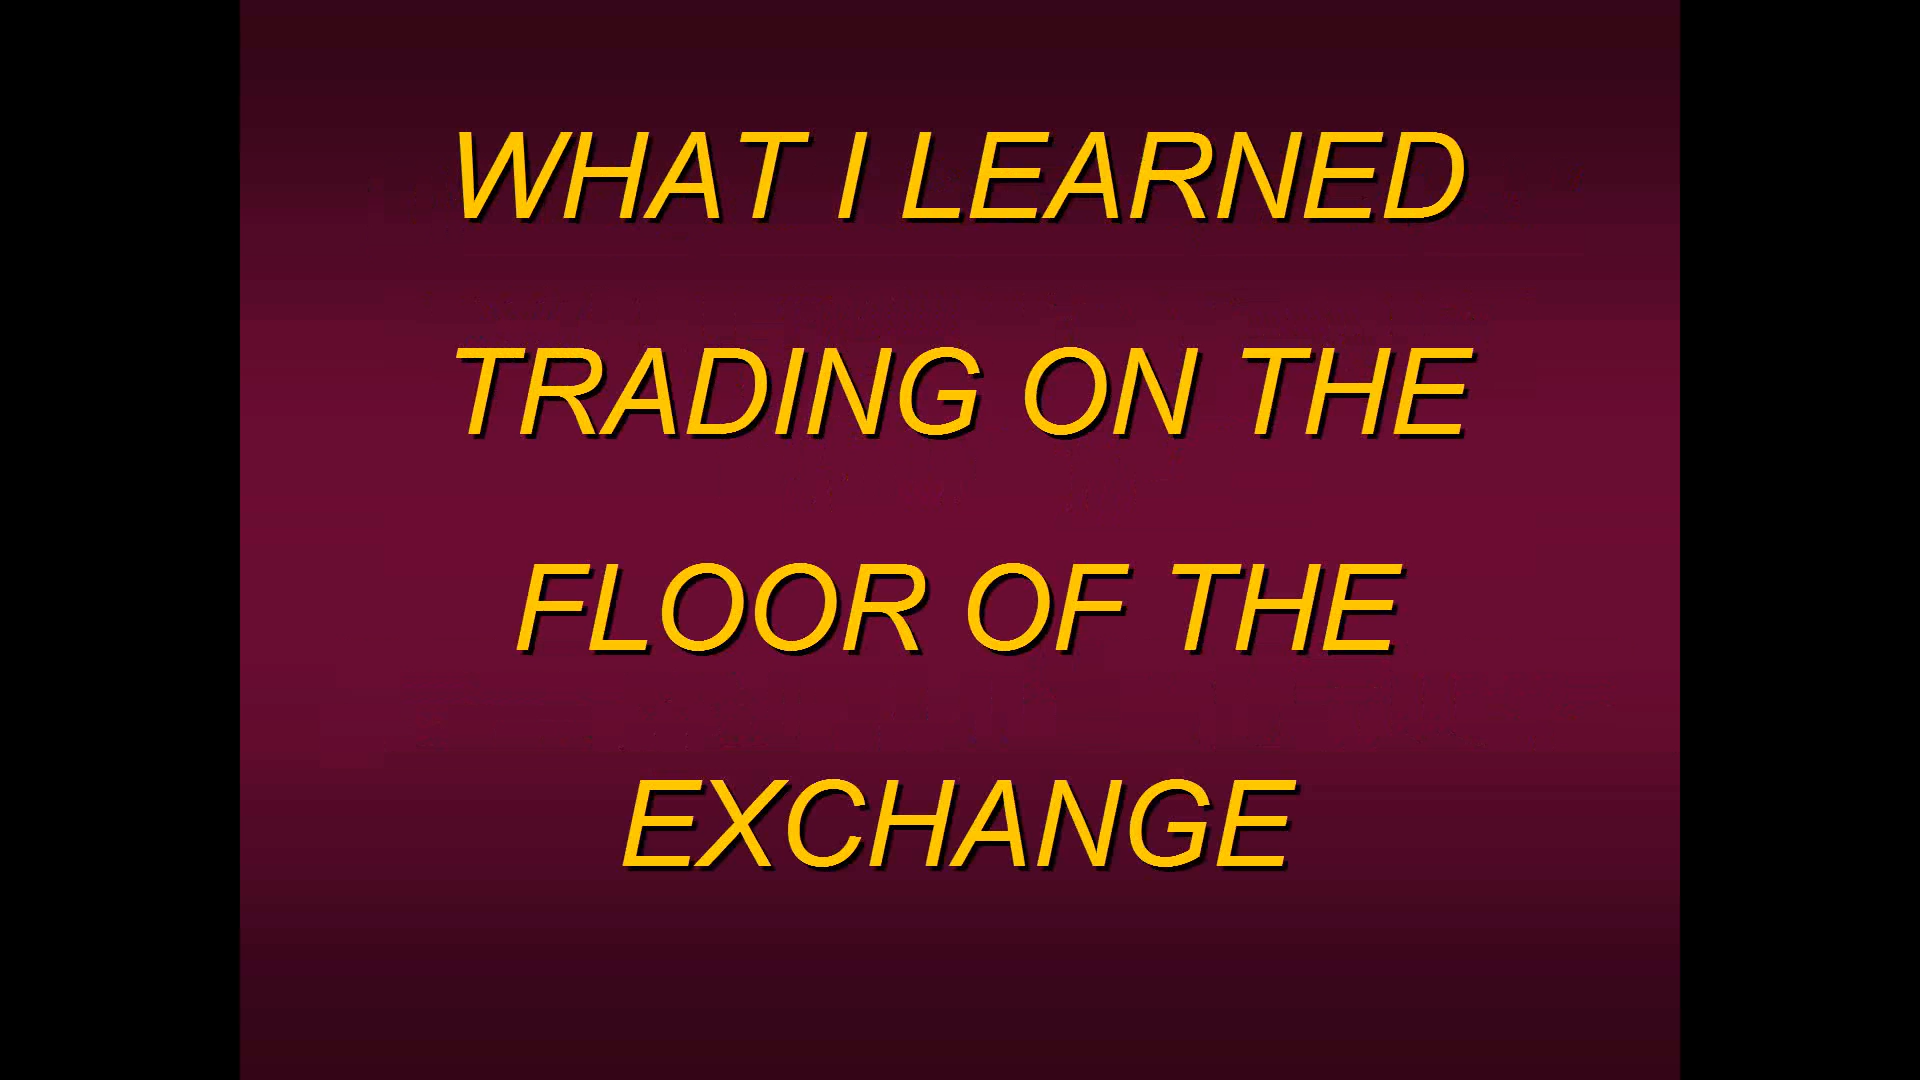 WHAT I LEARNED
TRADING ON THE
FLOOR OF THE
EXCHANGE